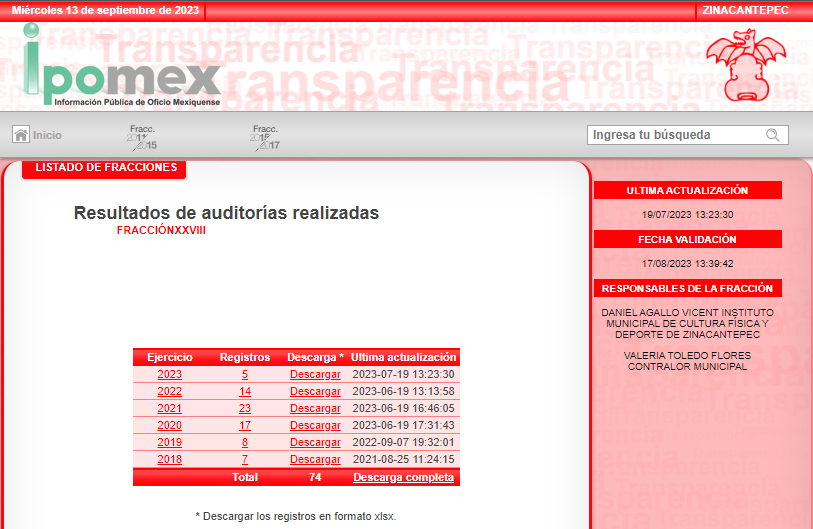 Miércoles 13 de septiembre de 2023
ZINACANTEPEC
Transparencia
Transparencia
Transparencia
ipomex
Información Pública de Oficio Mexiquense
Inicio
Fracc.
2011
/2015
Fracc.
2015
/2017
Ingresa tu búsqueda
LISTADO DE FRACCIONES
Resultados de auditorías realizadas
FRACCIÓNXXVIII
Ejercicio Registros Descarga * Ultima actualización
2023 5 Descargar 2023-07-19 13:23:30
2022 14 Descargar 2023-06-19 13:13:58
2021 23 Descargar 2023-06-19 16:46:05
2020 17 Descargar 2023-06-19 17:31:43
2019 8 Descargar 2022-09-07 19:32:01
2018 7 Descargar 2021-08-25 11:24:15
Total 74 Descarga completa
* Descargar los registros en formato xlsx.
ULTIMA ACTUALIZACIÓN
19/07/2023 13:23:30
FECHA VALIDACIÓN
17/08/2023 13:39:42
RESPONSABLES DE LA FRACCIÓN
DANIEL AGALLO VICENT INSTITUTO
MUNICIPAL DE CULTURA FÍSICA Y
DEPORTE DE ZINACANTEPEC
VALERIA TOLEDO FLORES
CONTRALOR MUNICIPAL